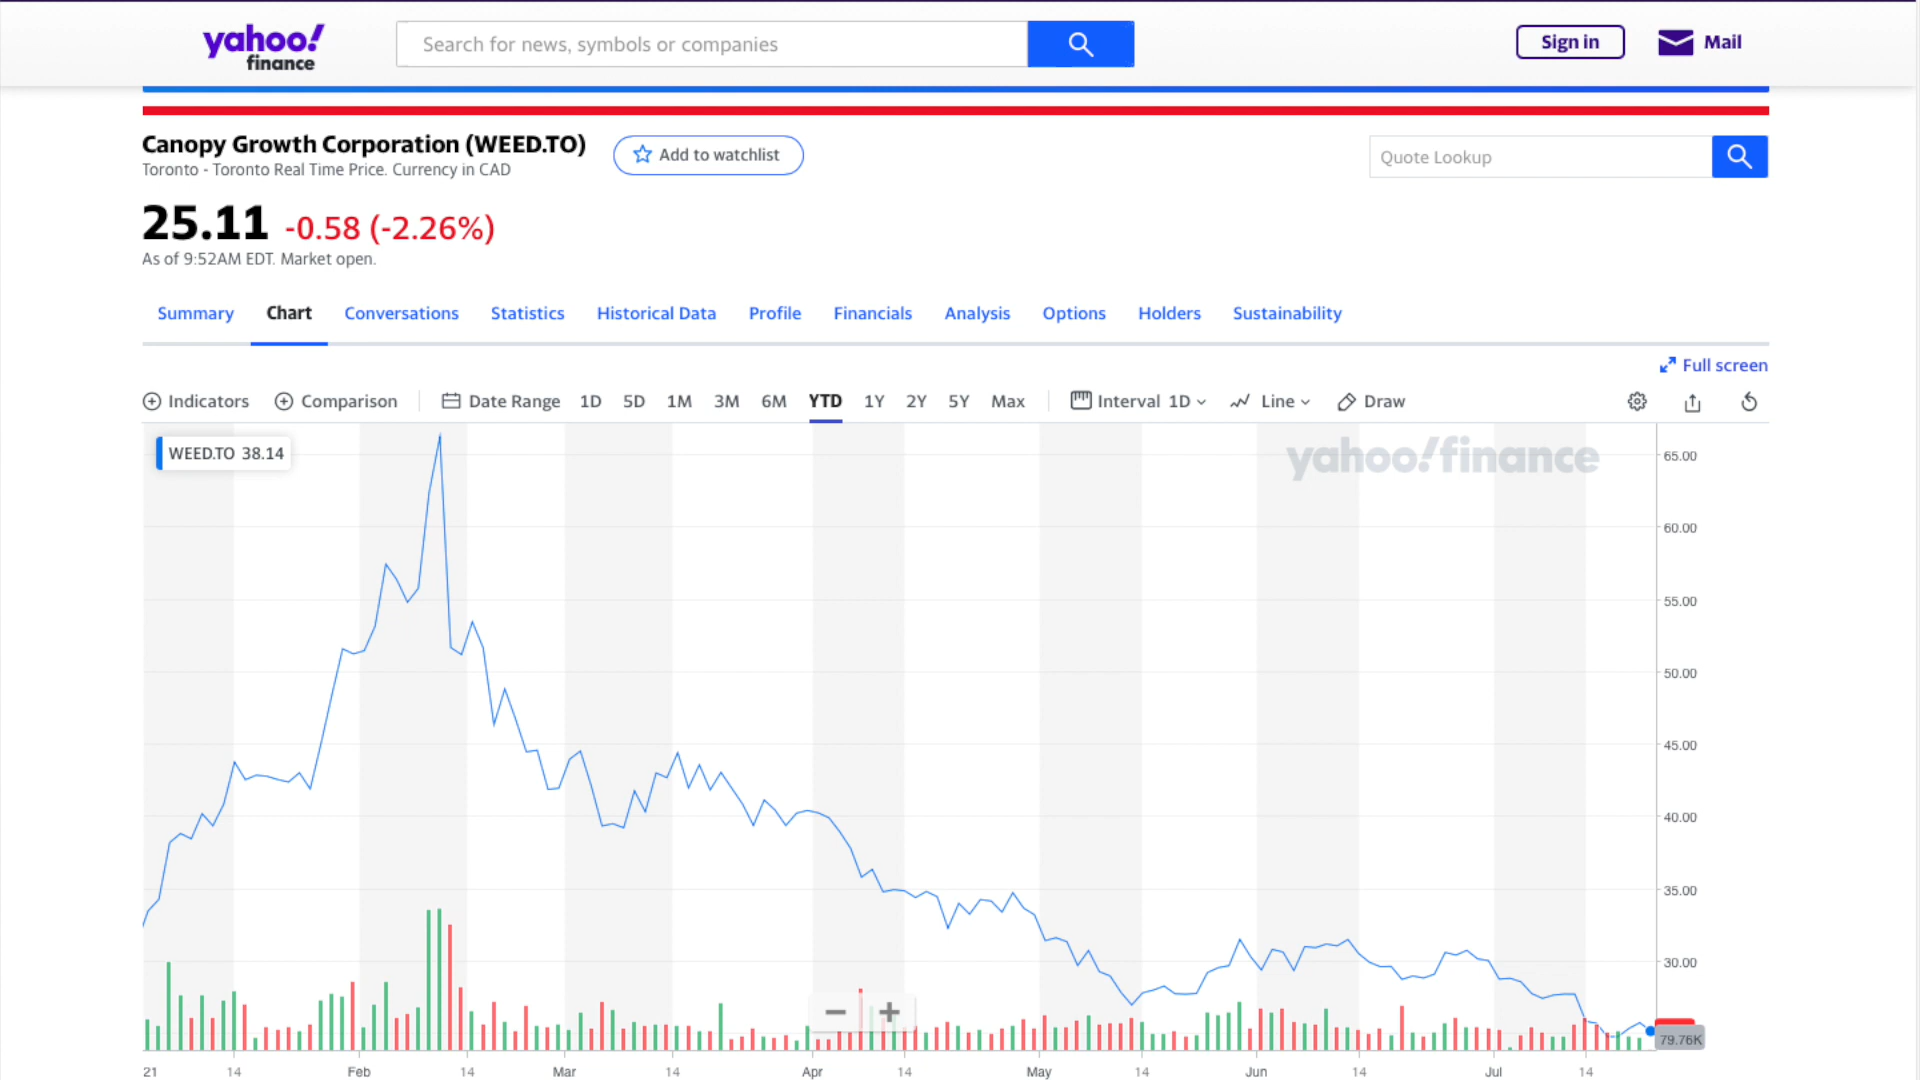 yahoo!
finance
Search for news, symbols or companies
Sign in
Mail
Canopy Growth Corporation (WEED.TO)
Add to watchlist
Toronto - Toronto Real Time Price. Currency in CAD
Quote Lookup
25.11 -0.58 (-2.26%)
As of 9:52AM EDT. Market open.
Summary Chart Conversations Statistics Historical Data Profile Financials Analysis Options Holders Sustainability
Full screen
Indicators Comparison Date Range 1D 5D 1M 3M 6M YTD 1Y 2Y 5Y Max Interval 1D Line Draw
WEED.TO 38.14
yahoo!finance
65.00
60.00
55.00
50.00
45.00
40.00
35.00
30.00
79.76K
21 14 Feb 14 Mar 14 Apr 14 May 14 Jun 14 Jul 14